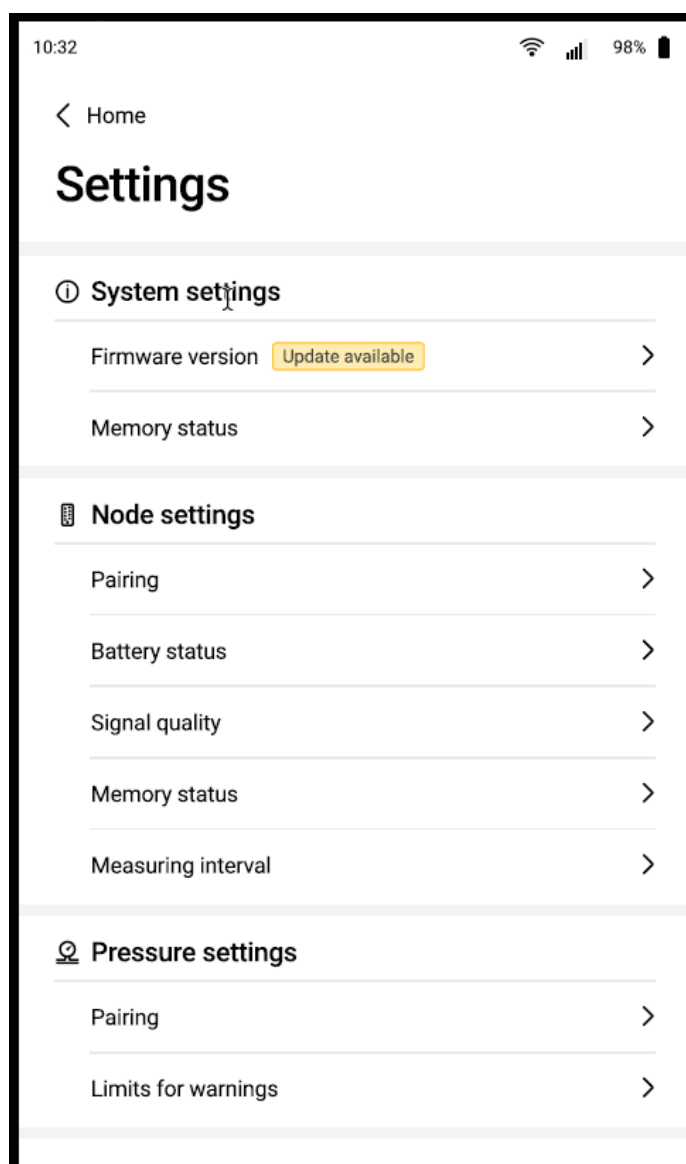 10:32 98%
Home
Settings
System settings
Firmware version Update available
Memory status
Node settings
Pairing
Battery status
Signal quality
Memory status
Measuring interval
Pressure settings
Pairing
Limits for warnings